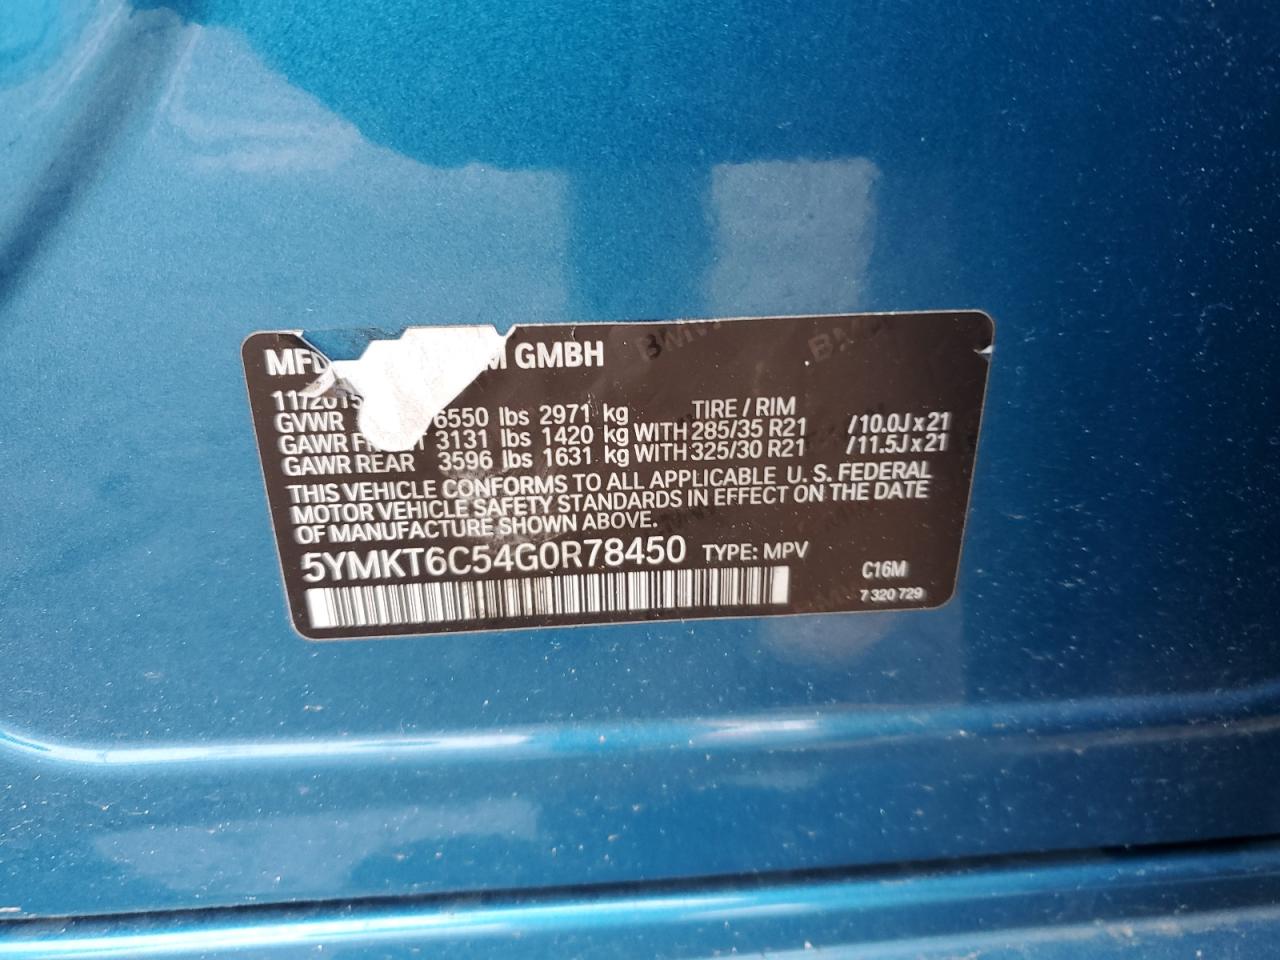 MFD M GMBH
11/2015
GVWR 6550 lbs 2971 kg TIRE / RIM
GAWR FRONT 3131 lbs 1420 kg WITH 285/35 R21 /10.0J x 21
GAWR REAR 3596 lbs 1631 kg WITH 325/30 R21 /11.5J x 21
THIS VEHICLE CONFORMS TO ALL APPLICABLE U. S. FEDERAL
MOTOR VEHICLE SAFETY STANDARDS IN EFFECT ON THE DATE
OF MANUFACTURE SHOWN ABOVE.
5YMKT6C54G0R78450 TYPE: MPV
C16M
7 320 729